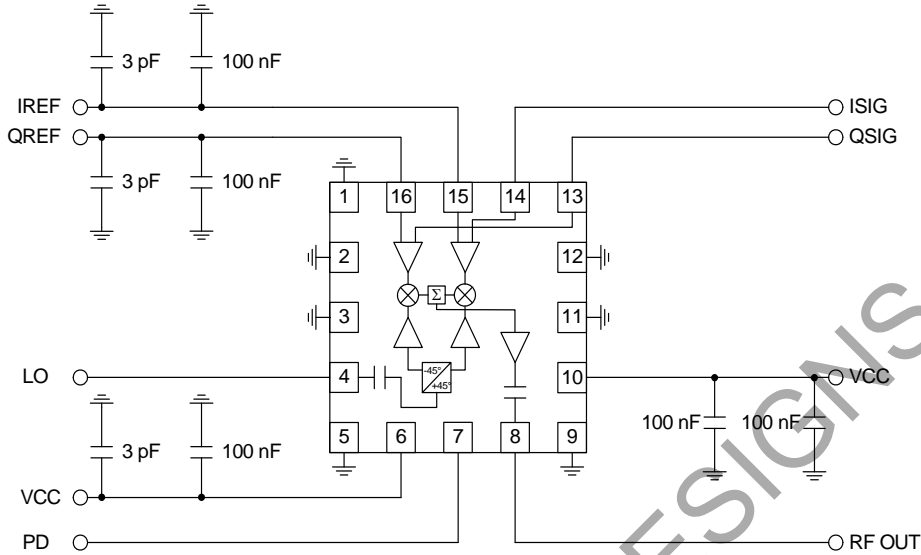 3 pF 100 nF
IREF ISIG
QREF QSIG
3 pF 100 nF
1 16 15 14 13
2 12
Σ
3 11
-45°
+45°
LO 4 10 VCC
100 nF 100 nF
3 pF 100 nF
5 6 7 8 9
VCC
PD RF OUT
ESIGNS